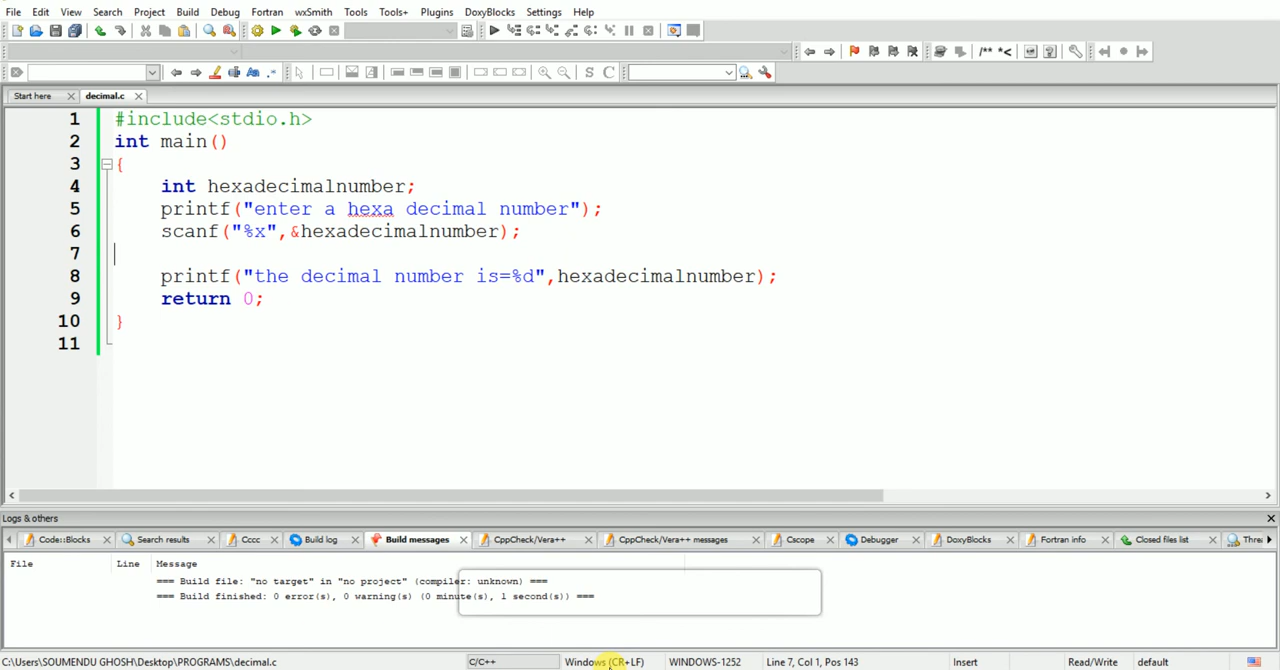 File Edit View Search Project Build Debug Fortran wxSmith Tools Tools+ Plugins DoxyBlocks Settings Help
/** *<
S C
Start here decimal.c
1 #include<stdio.h>
2 int main()
3 {
4 int hexadecimalnumber;
5 printf("enter a hexa decimal number");
6 scanf("%x",&hexadecimalnumber);
7
8 printf("the decimal number is=%d",hexadecimalnumber);
9 return 0;
10 }
11
Logs & others
Code::Blocks Search results Cccc Build log Build messages CppCheck/Vera++ CppCheck/Vera++ messages Cscope Debugger DoxyBlocks Fortran info Closed files list
File Line Message
=== Build file: "no target" in "no project" (compiler: unknown) ===
=== Build finished: 0 error(s), 0 warning(s) (0 minute(s), 1 second(s)) ===
C:\Users\SOUMENDU GHOSH\Desktop\PROGRAMS\decimal.c C/C++ Windows (CR+LF) WINDOWS-1252 Line 7, Col 1, Pos 143 Insert Read/Write default